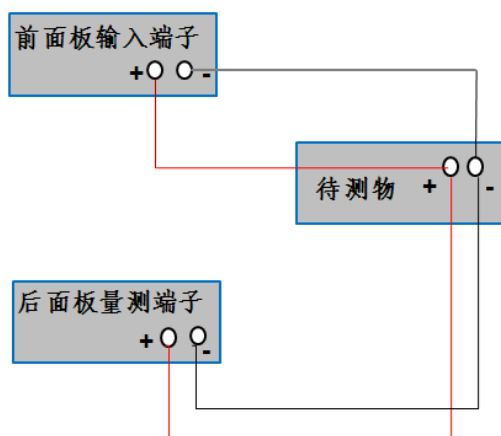 前面板输入端子
+ -
待测物 + -
后面板量测端子
+ -